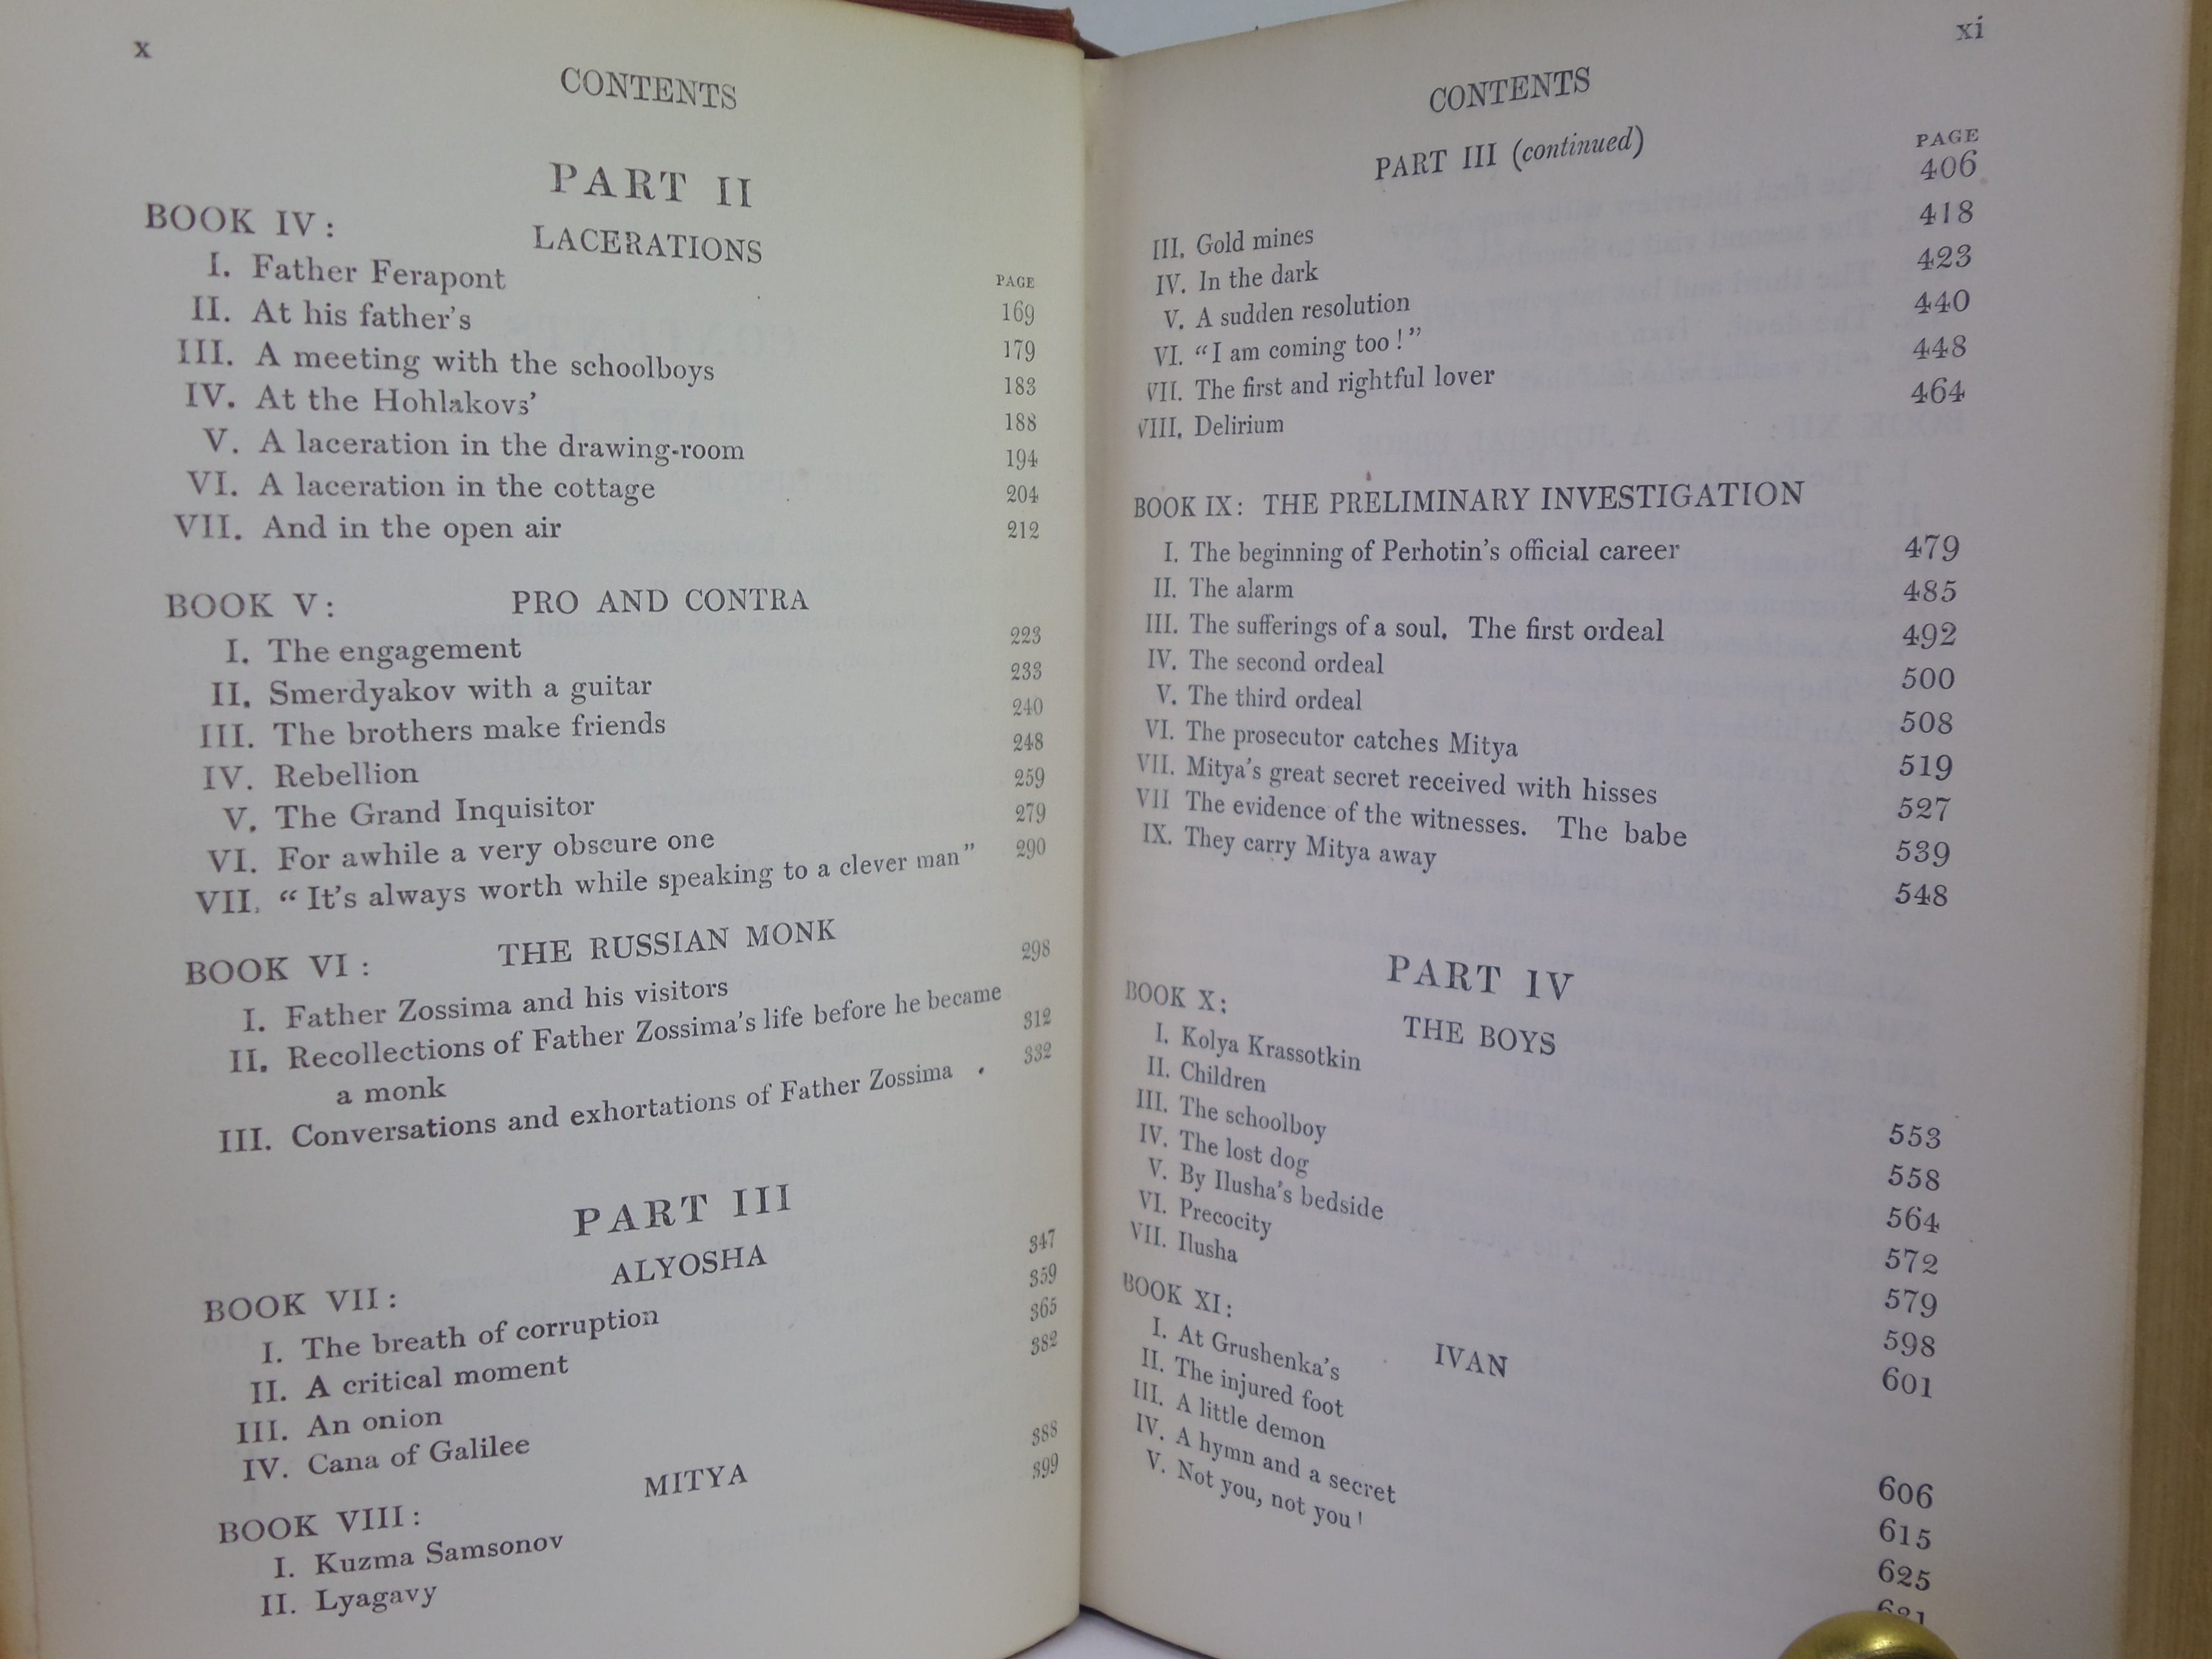 x
CONTENTS
PART II
BOOK IV: LACERATIONS
PAGE
I. Father Ferapont 169
II. At his father's 179
III. A meeting with the schoolboys 183
IV. At the Hohlakovs' 188
V. A laceration in the drawing-room 194
VI. A laceration in the cottage 204
VII. And in the open air 212
BOOK V: PRO AND CONTRA
I. The engagement 223
II. Smerdyakov with a guitar 233
III. The brothers make friends 240
IV. Rebellion 248
V. The Grand Inquisitor 259
VI. For awhile a very obscure one 279
VII. “It's always worth while speaking to a clever man” 290
BOOK VI: THE RUSSIAN MONK
I. Father Zossima and his visitors 298
II. Recollections of Father Zossima's life before he became
a monk 312
III. Conversations and exhortations of Father Zossima . 332
PART III
BOOK VII: ALYOSHA
I. The breath of corruption 347
II. A critical moment 359
III. An onion 365
IV. Cana of Galilee 382
BOOK VIII: MITYA
I. Kuzma Samsonov 388
II. Lyagavy 399
xi
CONTENTS
PART III (continued)
PAGE
III. Gold mines 406
IV. In the dark 418
V. A sudden resolution 423
VI. “I am coming too!” 440
VII. The first and rightful lover 448
VIII. Delirium 464
BOOK IX: THE PRELIMINARY INVESTIGATION
I. The beginning of Perhotin's official career 479
II. The alarm 485
III. The sufferings of a soul. The first ordeal 492
IV. The second ordeal 500
V. The third ordeal 508
VI. The prosecutor catches Mitya 519
VII. Mitya's great secret received with hisses 527
VII The evidence of the witnesses. The babe 539
IX. They carry Mitya away 548
PART IV
BOOK X: THE BOYS
I. Kolya Krassotkin 553
II. Children 558
III. The schoolboy 564
IV. The lost dog 572
V. By Ilusha's bedside 579
VI. Precocity 598
VII. Ilusha 601
BOOK XI: IVAN
I. At Grushenka's 606
II. The injured foot 615
III. A little demon 625
IV. A hymn and a secret
V. Not you, not you!